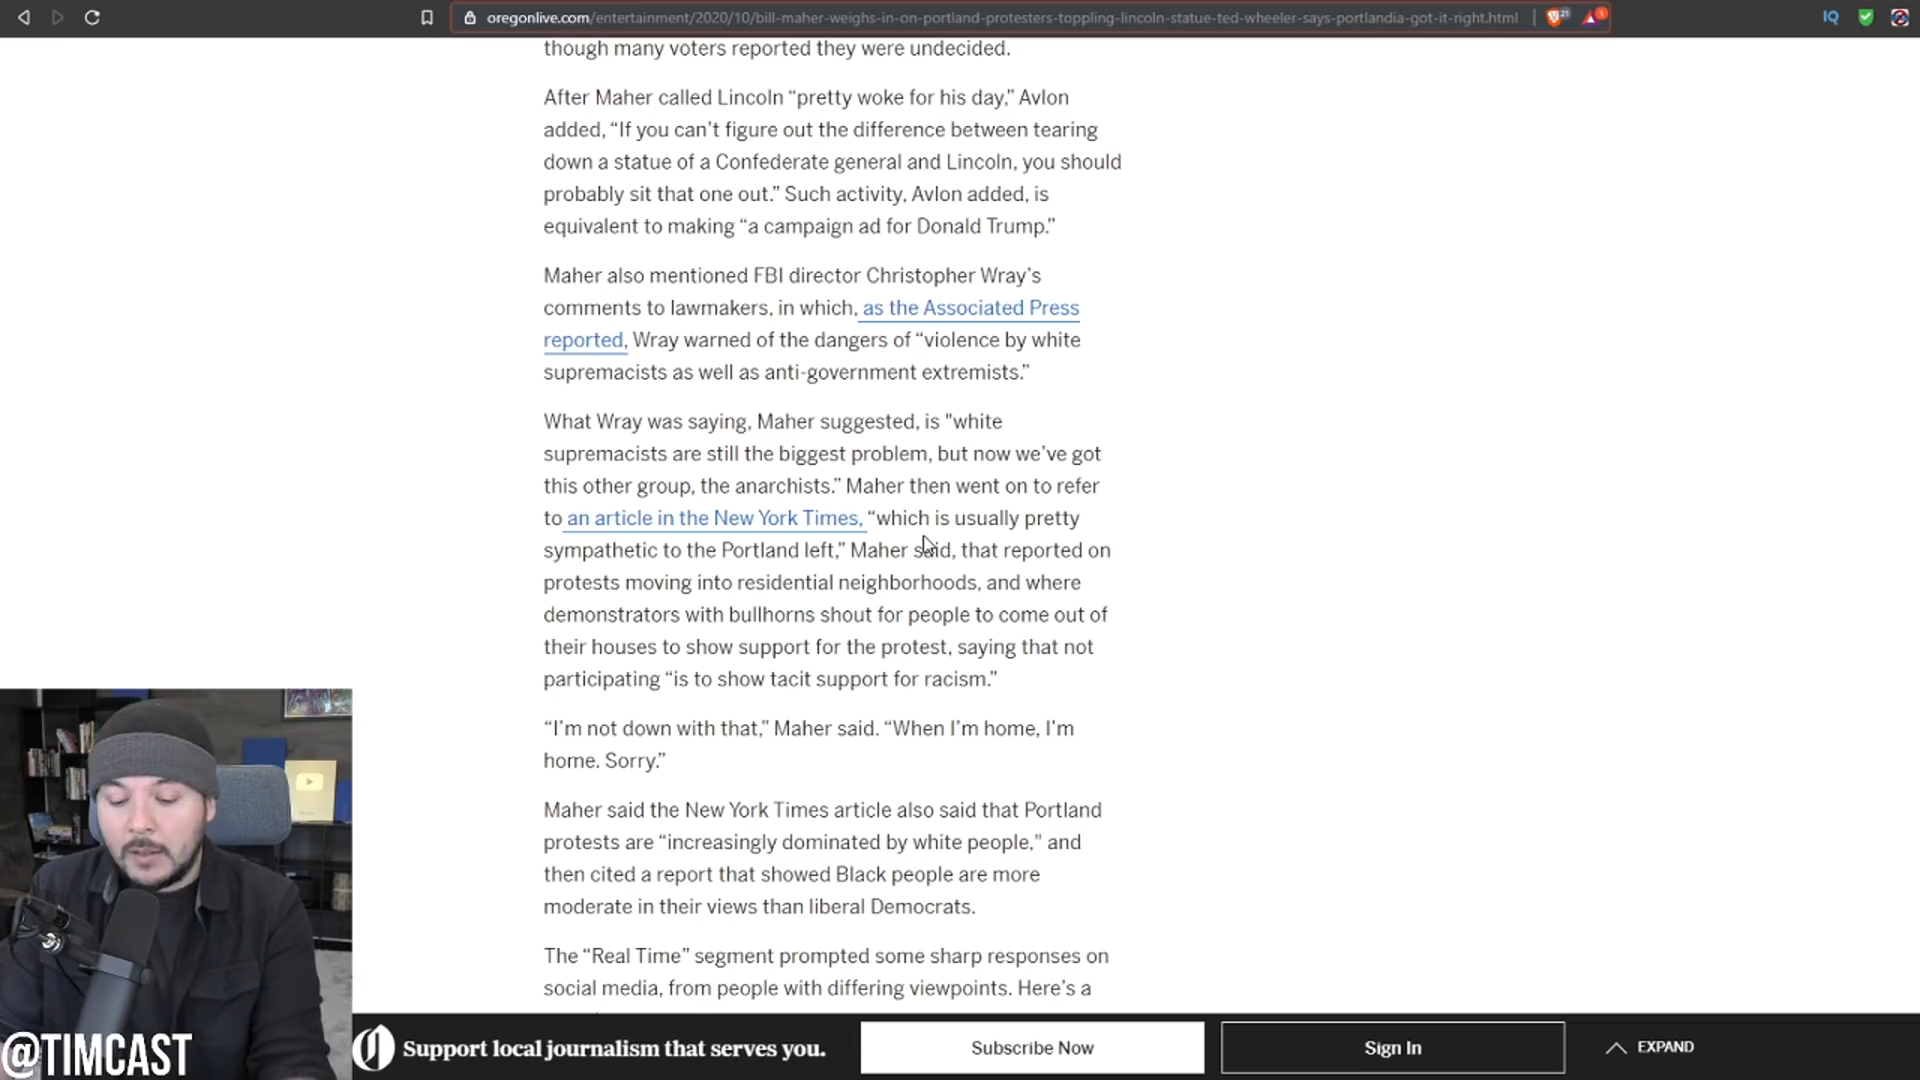 oregonlive.com/entertainment/2020/10/bill-maher-weighs-in-on-portland-protesters-toppling-lincoln-statue-ted-wheeler-says-portlandia-got-it-right.html
IQ
though many voters reported they were undecided.
After Maher called Lincoln “pretty woke for his day,” Avlon
added, “If you can’t figure out the difference between tearing
down a statue of a Confederate general and Lincoln, you should
probably sit that one out.” Such activity, Avlon added, is
equivalent to making “a campaign ad for Donald Trump.”
Maher also mentioned FBI director Christopher Wray’s
comments to lawmakers, in which, as the Associated Press
reported, Wray warned of the dangers of “violence by white
supremacists as well as anti-government extremists.”
What Wray was saying, Maher suggested, is "white
supremacists are still the biggest problem, but now we’ve got
this other group, the anarchists.” Maher then went on to refer
to an article in the New York Times, “which is usually pretty
sympathetic to the Portland left,” Maher said, that reported on
protests moving into residential neighborhoods, and where
demonstrators with bullhorns shout for people to come out of
their houses to show support for the protest, saying that not
participating “is to show tacit support for racism.”
“I’m not down with that,” Maher said. “When I’m home, I’m
home. Sorry.”
Maher said the New York Times article also said that Portland
protests are “increasingly dominated by white people,” and
then cited a report that showed Black people are more
moderate in their views than liberal Democrats.
The “Real Time” segment prompted some sharp responses on
social media, from people with differing viewpoints. Here’s a
@TIMCAST
Support local journalism that serves you.
Subscribe Now
Sign In
EXPAND